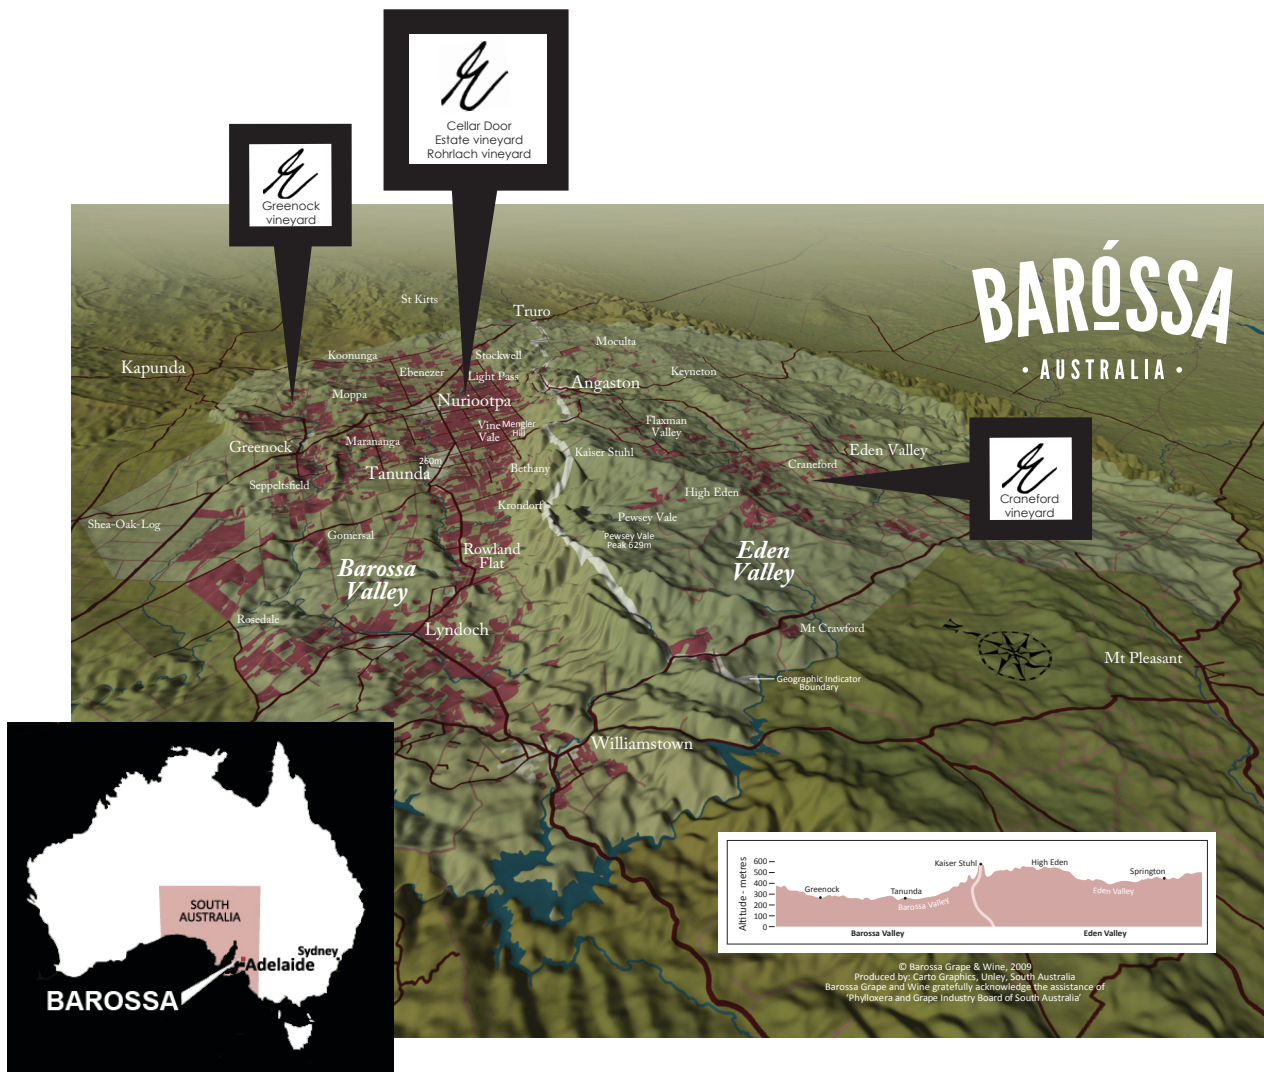 Cellar Door
Estate vineyard
Rohrlach vineyard
Greenock
vineyard
BARÓSSA
• AUSTRALIA •
St Kitts
Truro
Kapunda
Koonunga
Stockwell
Moculta
Ebenezer
Light Pass
Keyneton
Angaston
Moppa
Nuriootpa
Greenock
Marananga
Vine
Vale
Mengler
Hill
Flaxman
Valley
Kaiser Stuhl
Eden Valley
Craneford
Craneford
vineyard
260m
Tanunda
Bethany
Seppeltsfield
High Eden
Krondorf
Pewsey Vale
Shea-Oak-Log
Gomersal
Pewsey Vale
Peak 629m
Rowland
Flat
Eden
Valley
Barossa
Valley
Rosedale
Lyndoch
Mt Crawford
Mt Pleasant
N
Geographic Indicator
Boundary
Williamstown
SOUTH
AUSTRALIA
Sydney
Adelaide
BAROSSA
Altitude - metres
600
500
400
300
200
100
0
Greenock
Tanunda
Barossa Valley
Kaiser Stuhl
High Eden
Springton
Eden Valley
Barossa Valley
Eden Valley
© Barossa Grape & Wine, 2009
Produced by: Carto Graphics, Unley, South Australia
Barossa Grape and Wine gratefully acknowledge the assistance of
'Phylloxera and Grape Industry Board of South Australia'